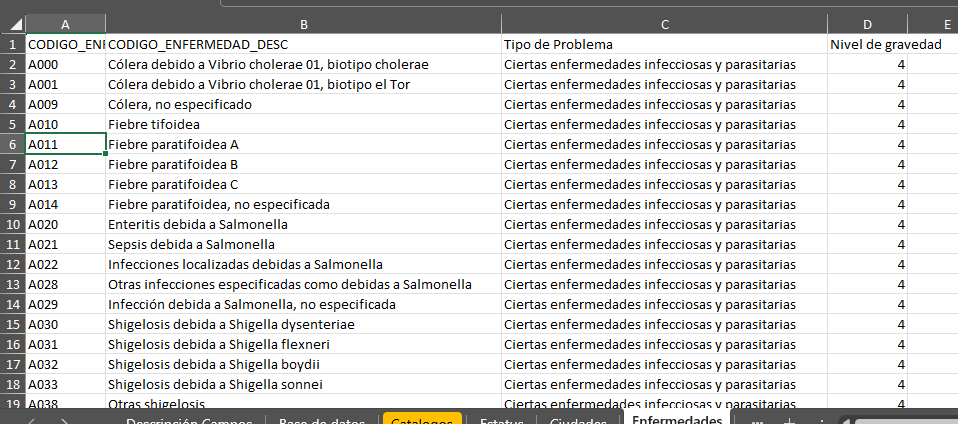 A B C D E
1 CODIGO_ENF CODIGO_ENFERMEDAD_DESC Tipo de Problema Nivel de gravedad
2 A000 Cólera debido a Vibrio cholerae 01, biotipo cholerae Ciertas enfermedades infecciosas y parasitarias 4
3 A001 Cólera debido a Vibrio cholerae 01, biotipo el Tor Ciertas enfermedades infecciosas y parasitarias 4
4 A009 Cólera, no especificado Ciertas enfermedades infecciosas y parasitarias 4
5 A010 Fiebre tifoidea Ciertas enfermedades infecciosas y parasitarias 4
6 A011 Fiebre paratifoidea A Ciertas enfermedades infecciosas y parasitarias 4
7 A012 Fiebre paratifoidea B Ciertas enfermedades infecciosas y parasitarias 4
8 A013 Fiebre paratifoidea C Ciertas enfermedades infecciosas y parasitarias 4
9 A014 Fiebre paratifoidea, no especificada Ciertas enfermedades infecciosas y parasitarias 4
10 A020 Enteritis debida a Salmonella Ciertas enfermedades infecciosas y parasitarias 4
11 A021 Sepsis debida a Salmonella Ciertas enfermedades infecciosas y parasitarias 4
12 A022 Infecciones localizadas debidas a Salmonella Ciertas enfermedades infecciosas y parasitarias 4
13 A028 Otras infecciones especificadas como debidas a Salmonella Ciertas enfermedades infecciosas y parasitarias 4
14 A029 Infección debida a Salmonella, no especificada Ciertas enfermedades infecciosas y parasitarias 4
15 A030 Shigelosis debida a Shigella dysenteriae Ciertas enfermedades infecciosas y parasitarias 4
16 A031 Shigelosis debida a Shigella flexneri Ciertas enfermedades infecciosas y parasitarias 4
17 A032 Shigelosis debida a Shigella boydii Ciertas enfermedades infecciosas y parasitarias 4
18 A033 Shigelosis debida a Shigella sonnei Ciertas enfermedades infecciosas y parasitarias 4
19 A038 Otras shigelosis Ciertas enfermedades infecciosas y parasitarias 4
Descripción Campos Base de datos Catalogos Estatus Ciudades Enfermedades